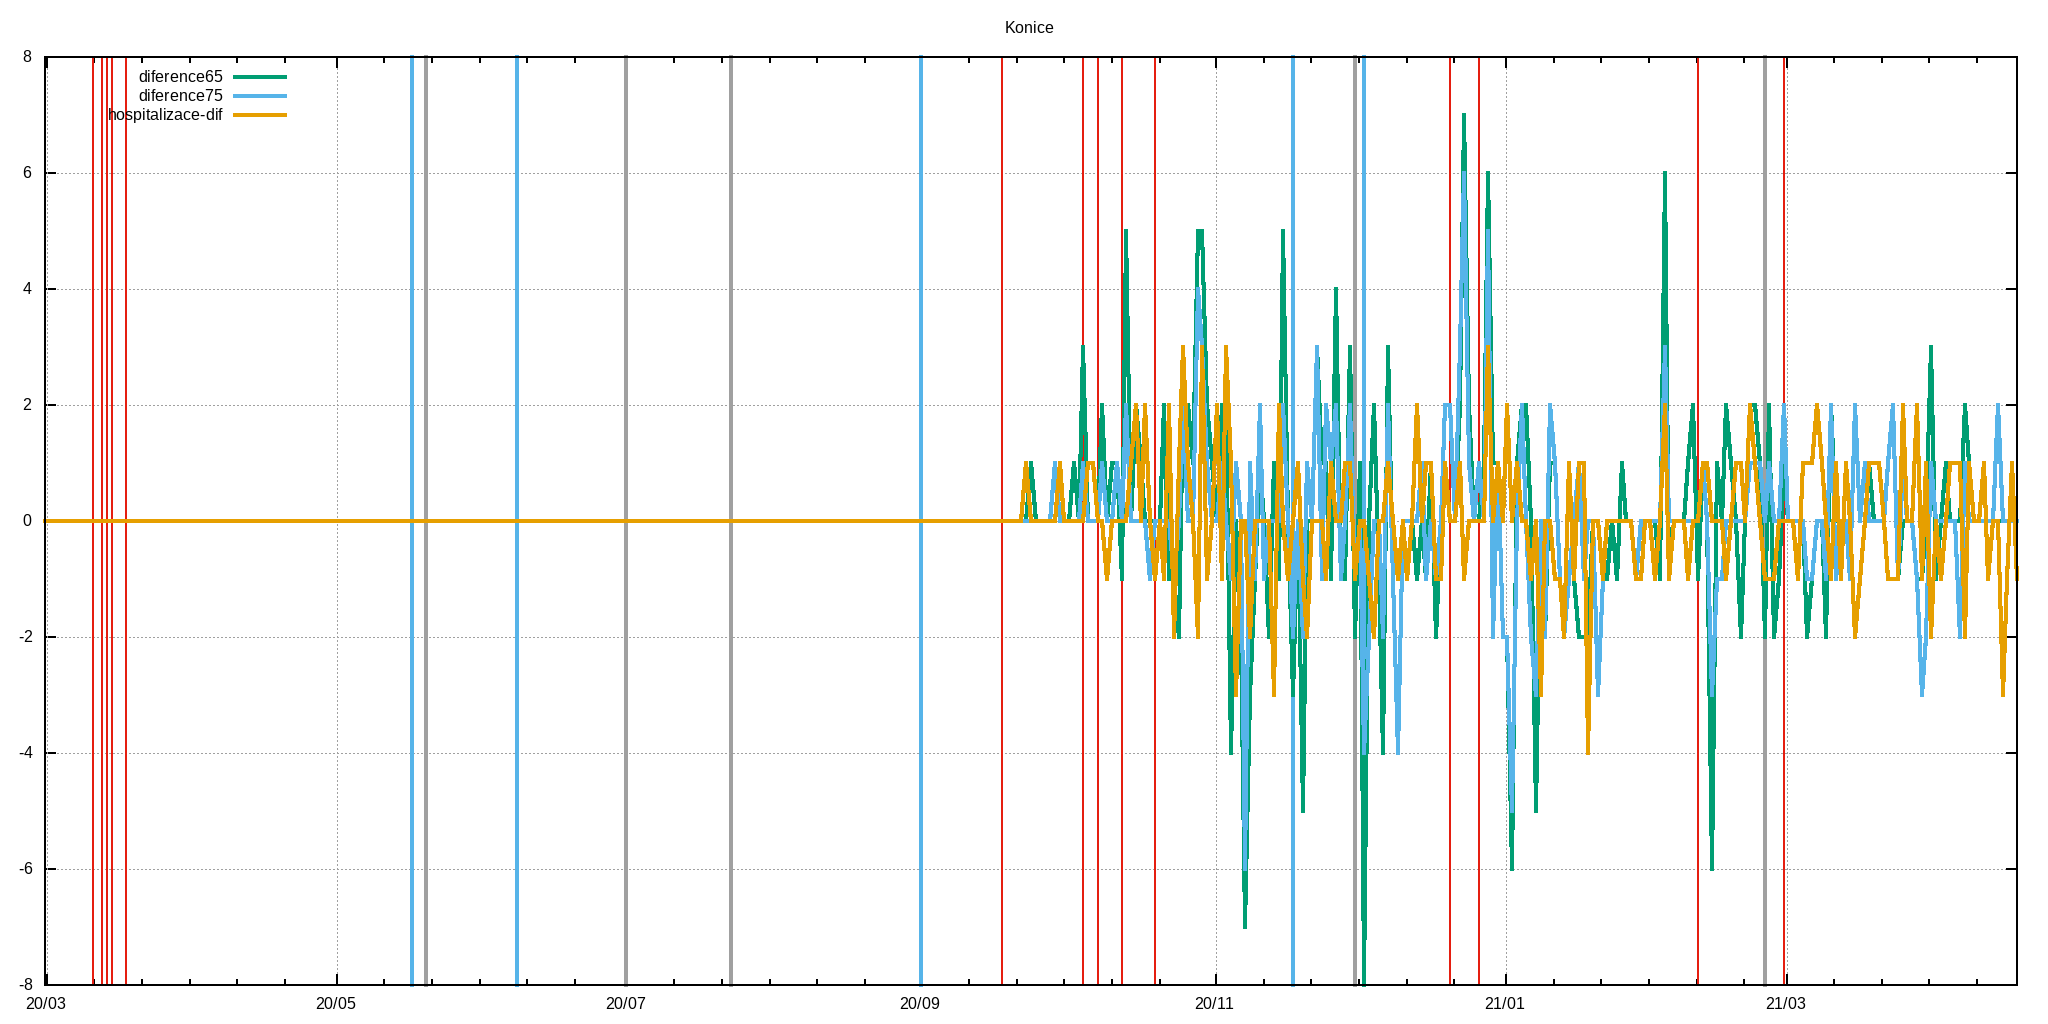 Konice
8
diference65
diference75
hospitalizace-dif
6
4
2
0
-2
-4
-6
-8
20/03 20/05 20/07 20/09 20/11 21/01 21/03